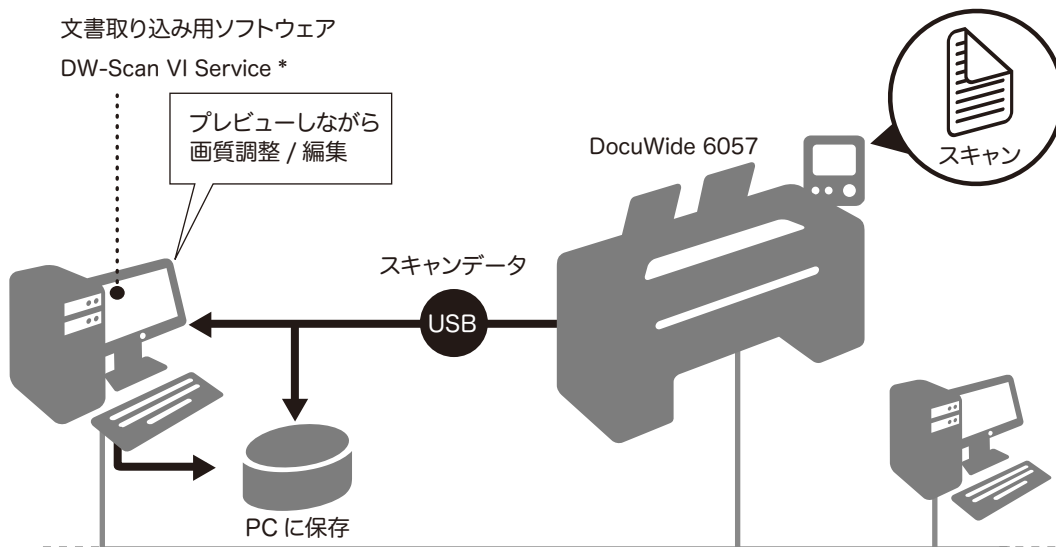 文書取り込み用ソフトウェア
DW-Scan VI Service *
プレビューしながら
画質調整 / 編集
DocuWide 6057
スキャン
スキャンデータ
USB
PC に保存